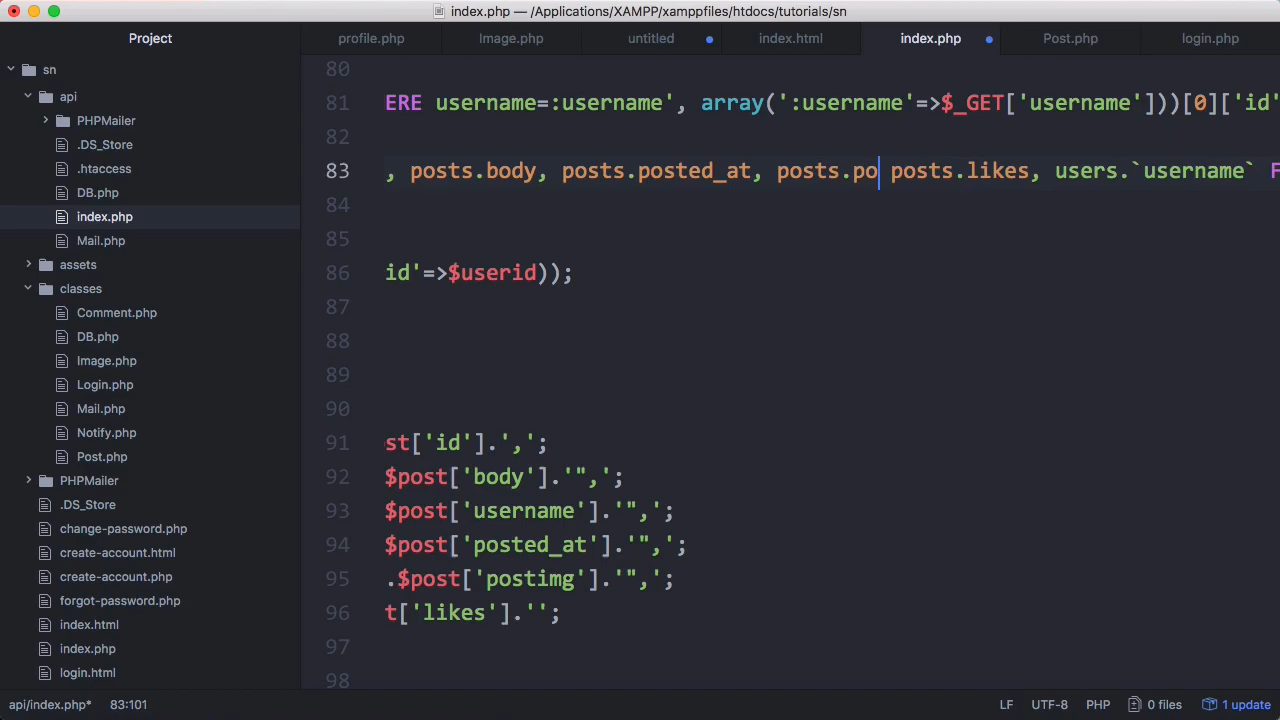 index.php — /Applications/XAMPP/xamppfiles/htdocs/tutorials/sn
Project
profile.php
Image.php
untitled
index.html
index.php
Post.php
login.php
sn
api
PHPMailer
.DS_Store
.htaccess
DB.php
index.php
Mail.php
assets
classes
Comment.php
DB.php
Image.php
Login.php
Mail.php
Notify.php
Post.php
PHPMailer
.DS_Store
change-password.php
create-account.html
create-account.php
forgot-password.php
index.html
index.php
login.html
80
81 ERE username=:username', array(':username'=>$_GET['username']))[0]['id'
82
83 , posts.body, posts.posted_at, posts.po posts.likes, users.`username` F
84
85
86 id'=>$userid));
87
88
89
90
91 st['id'].',';
92 $post['body'].'",';
93 $post['username'].'",';
94 $post['posted_at'].'",';
95 .$post['postimg'].'",';
96 t['likes'].'';
97
98
api/index.php* 83:101 LF UTF-8 PHP 0 files 1 update